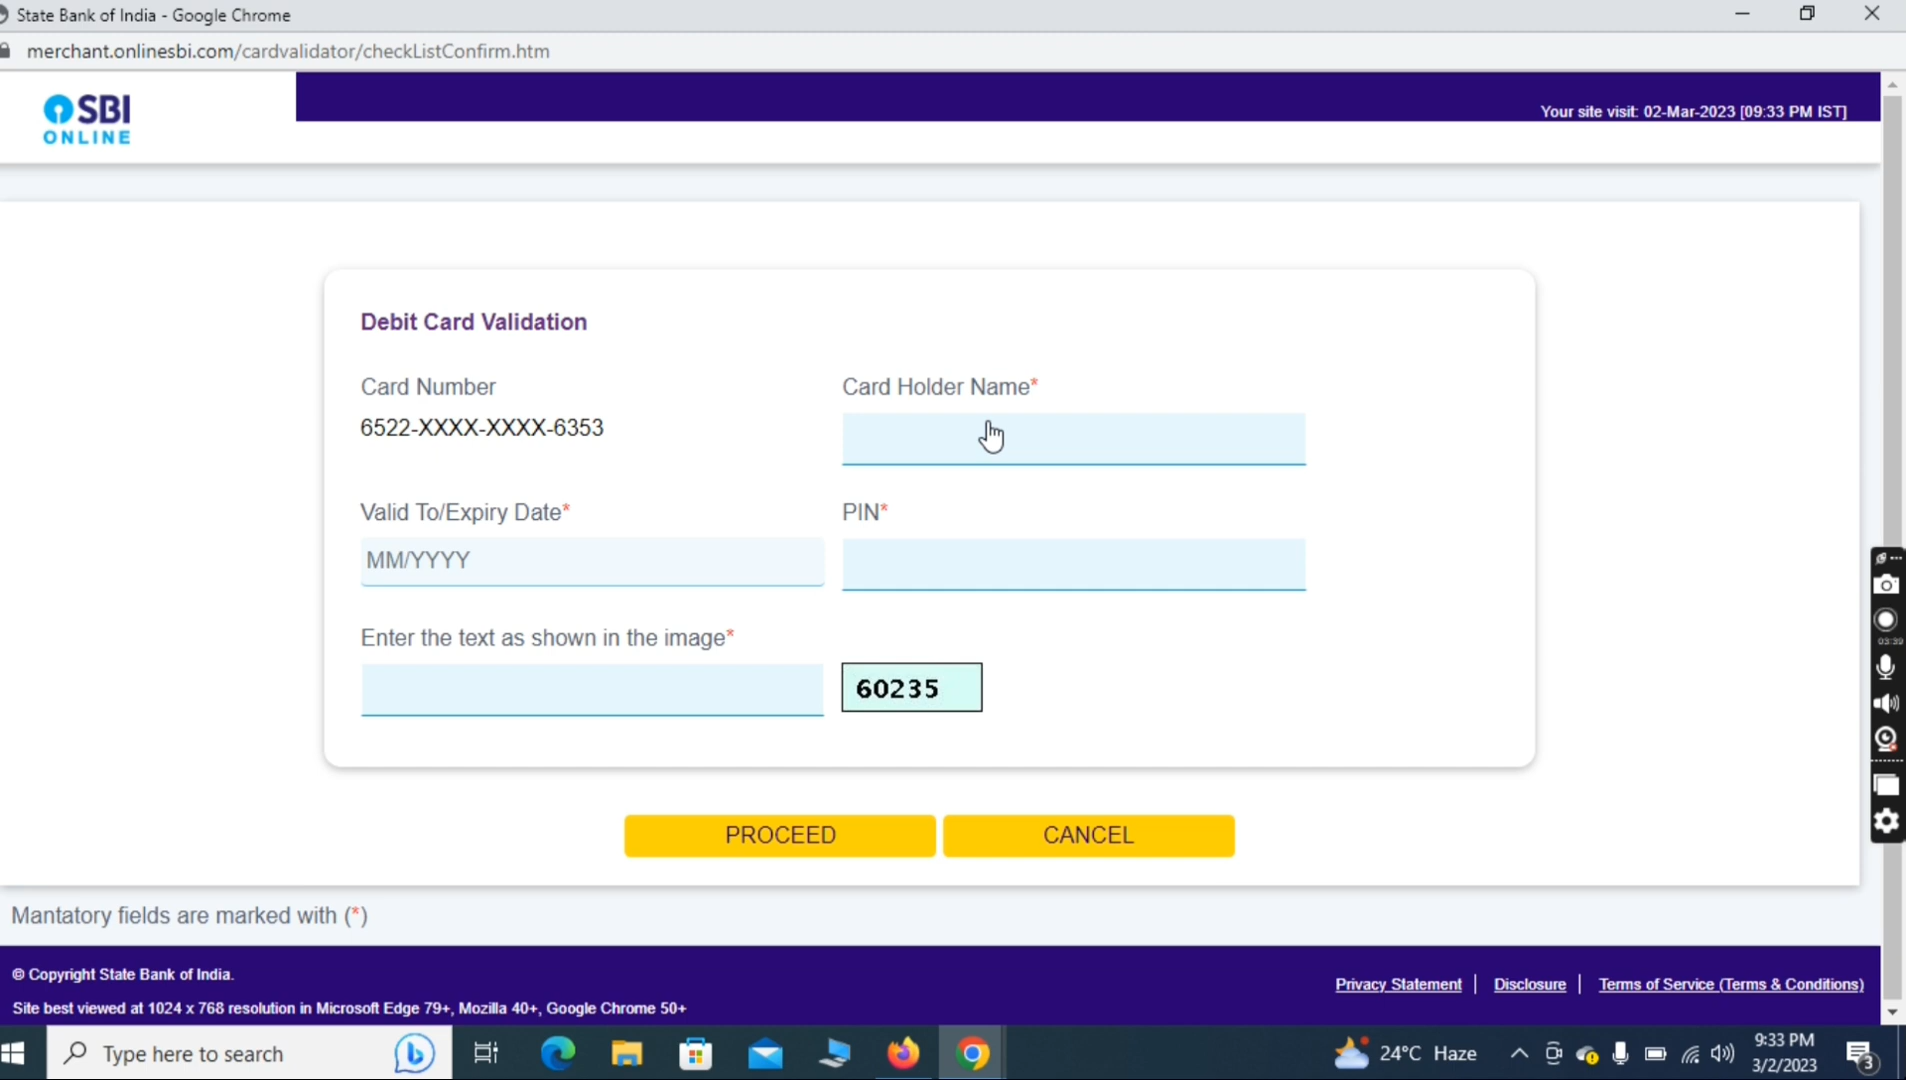 State Bank of India - Google Chrome
merchant.onlinesbi.com/cardvalidator/checkListConfirm.htm
SBI
ONLINE
Your site visit: 02-Mar-2023 [09:33 PM IST]
Debit Card Validation
Card Number
Card Holder Name*
6522-XXXX-XXXX-6353
Valid To/Expiry Date*
PIN*
MM/YYYY
Enter the text as shown in the image*
60235
03:39
PROCEED
CANCEL
Mantatory fields are marked with (*)
© Copyright State Bank of India.
Privacy Statement | Disclosure | Terms of Service (Terms & Conditions)
Site best viewed at 1024 x 768 resolution in Microsoft Edge 79+, Mozilla 40+, Google Chrome 50+
Type here to search
24°C Haze
9:33 PM
3/2/2023
3